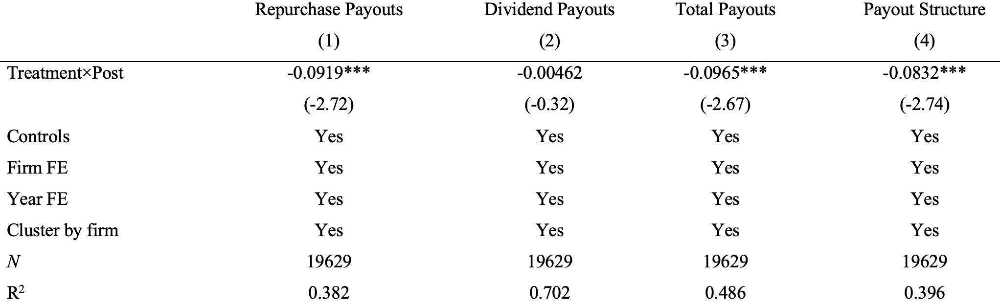 Repurchase Payouts Dividend Payouts Total Payouts Payout Structure
(1) (2) (3) (4)
Treatment×Post -0.0919*** -0.00462 -0.0965*** -0.0832***
(-2.72) (-0.32) (-2.67) (-2.74)
Controls Yes Yes Yes Yes
Firm FE Yes Yes Yes Yes
Year FE Yes Yes Yes Yes
Cluster by firm Yes Yes Yes Yes
N 19629 19629 19629 19629
R² 0.382 0.702 0.486 0.396